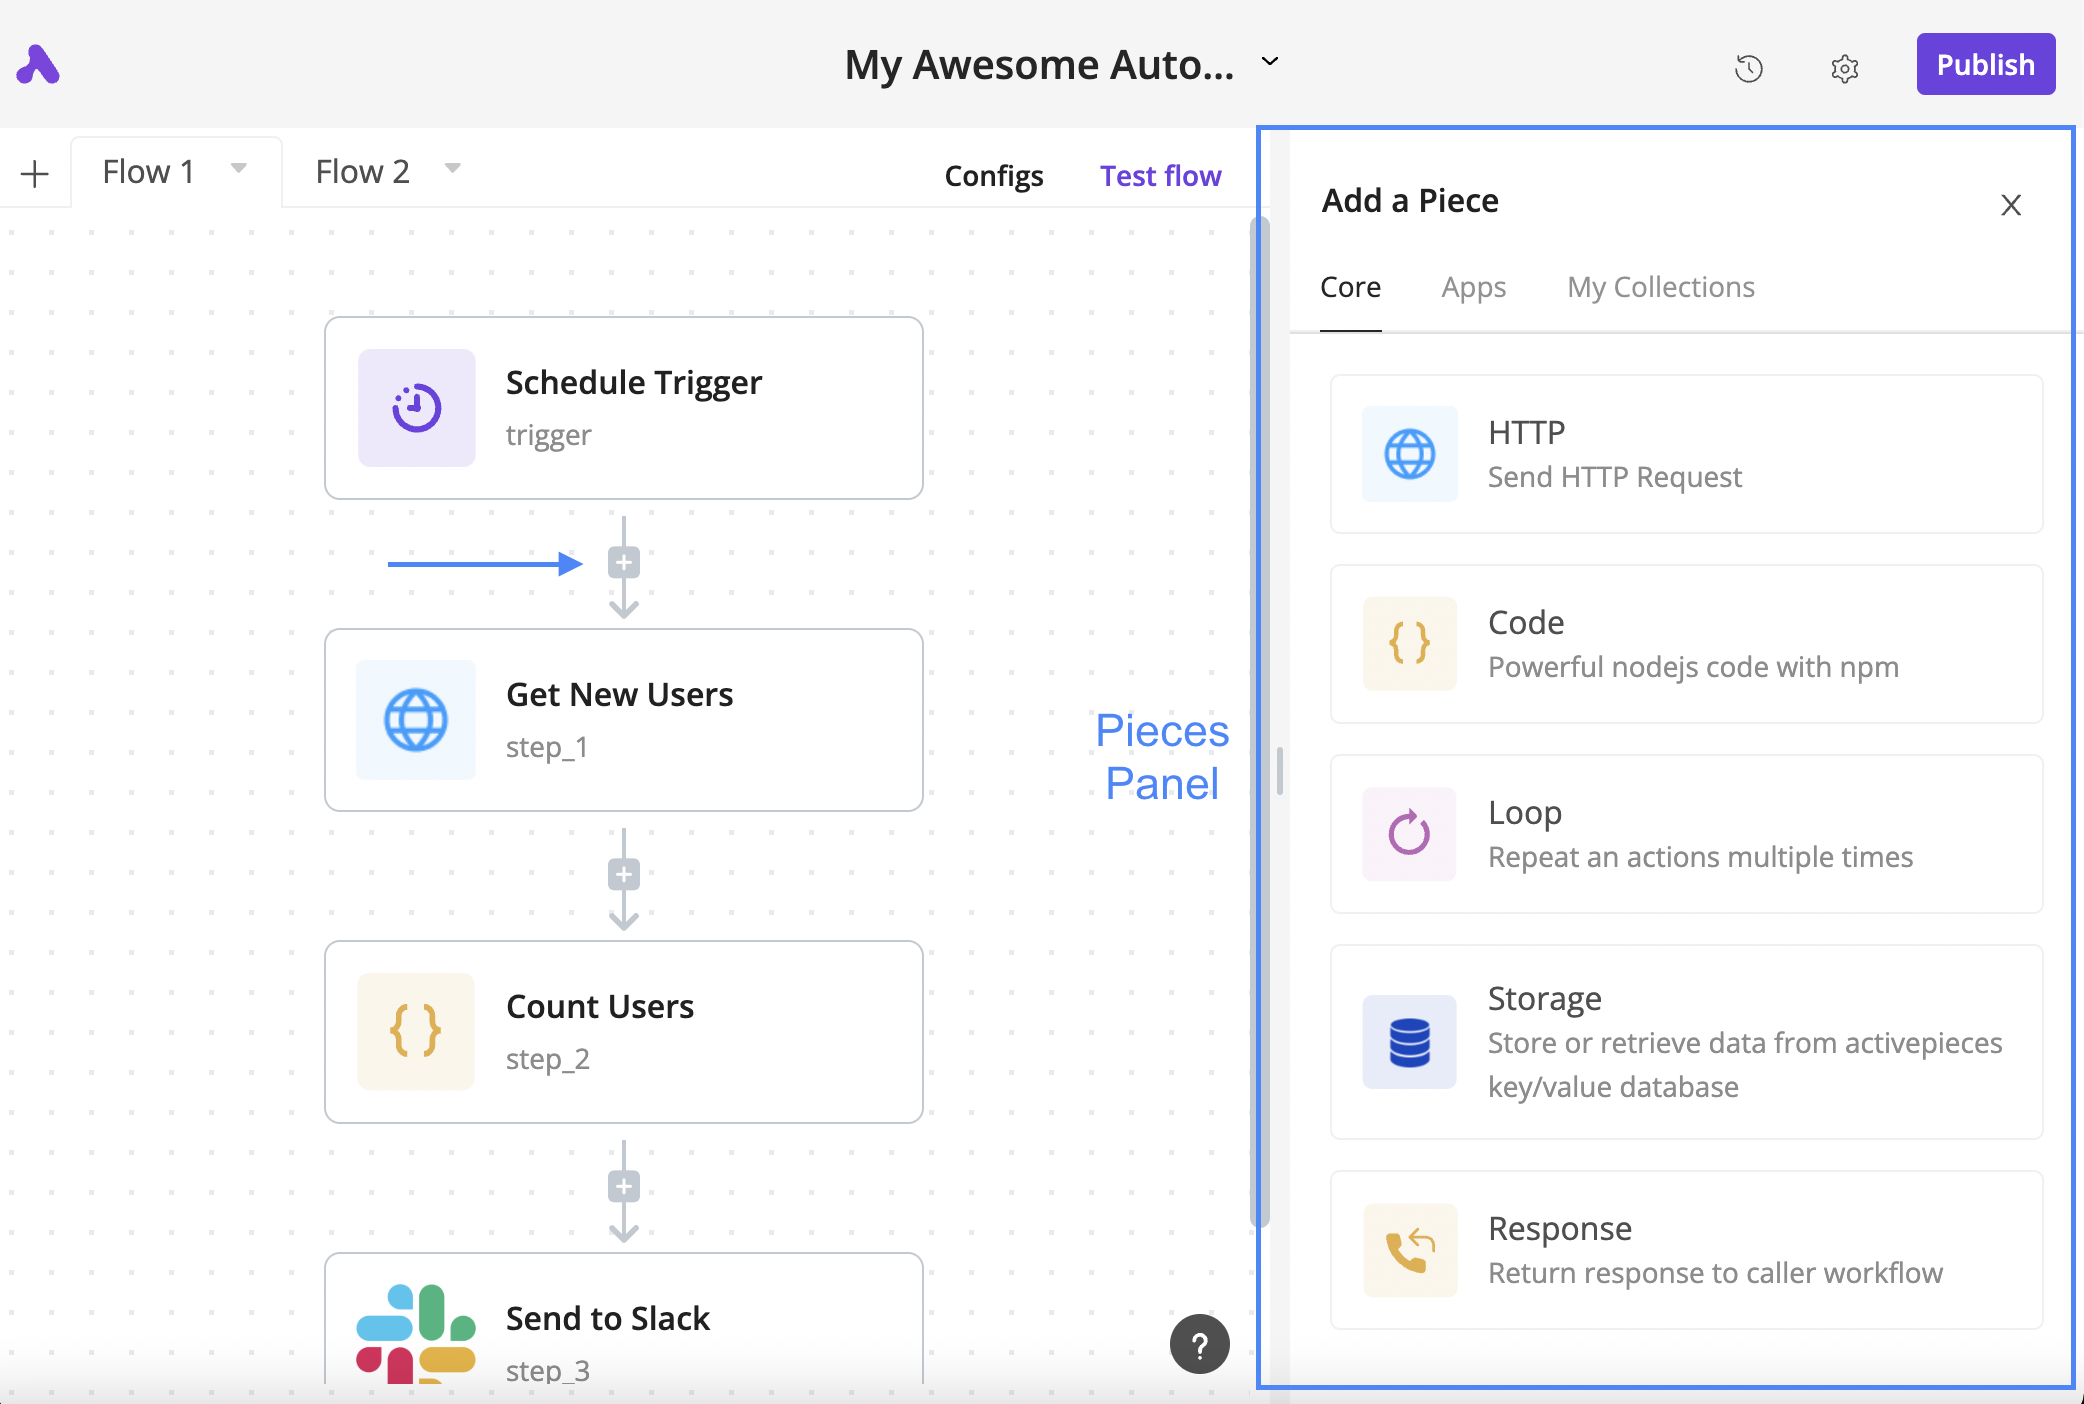 My Awesome Auto...
Publish
Flow 1
Flow 2
Configs
Test flow
Schedule Trigger
trigger
Get New Users
step_1
Count Users
step_2
Send to Slack
step_3
Pieces
Panel
?
Add a Piece
Core
Apps
My Collections
HTTP
Send HTTP Request
{ }
Code
Powerful nodejs code with npm
Loop
Repeat an actions multiple times
Storage
Store or retrieve data from activepieces
key/value database
Response
Return response to caller workflow